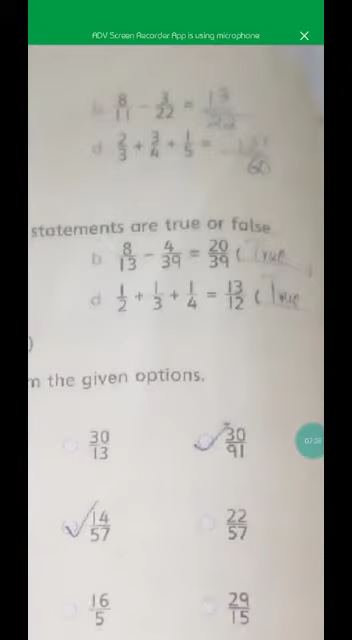 ADV Screen Recorder App is using microphone
b 8/11 - 3/22 = 13/22
d 2/3 + 3/4 + 1/5 = /60
statements are true or false
b 8/13 - 4/39 = 20/39 ( True
d 1/2 + 1/3 + 1/4 = 13/12 ( True
)
m the given options.
30/13 30/91
14/57 22/57
16/5 29/15